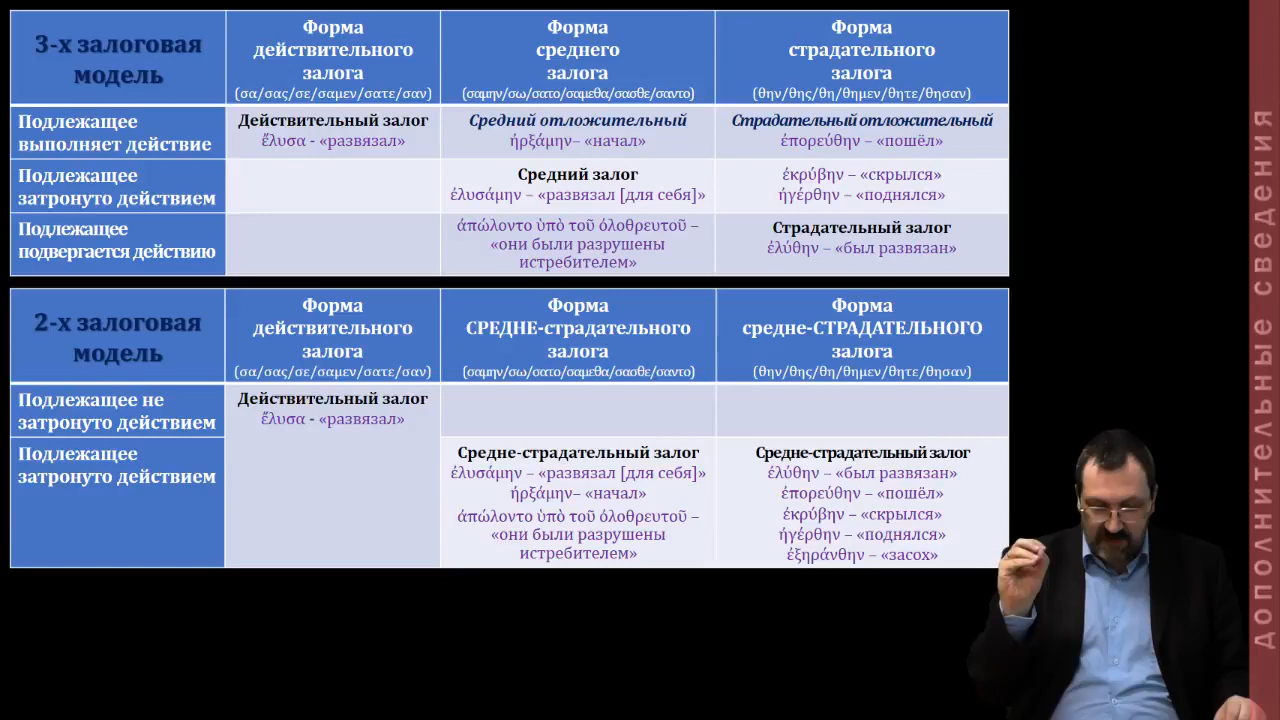 3-х залоговая
модель
Форма
действительного
залога
(σα/σας/σε/σαμεν/σατε/σαν)
Форма
среднего
залога
(σαμην/σω/σατο/σαμεθα/σασθε/σαντο)
Форма
страдательного
залога
(θην/θης/θη/θημεν/θητε/θησαν)
Подлежащее
выполняет действие
Действительный залог
ἔλυσα - «развязал»
Средний отложительный
ἠρξάμην– «начал»
Страдательный отложительный
ἐπορεύθην – «пошёл»
Подлежащее
затронуто действием
Средний залог
ἐλυσάμην – «развязал [для себя]»
ἐκρύβην – «скрылся»
ἠγέρθην – «поднялся»
Подлежащее
подвергается действию
ἀπώλοντο ὑπὸ τοῦ ὀλοθρευτοῦ –
«они были разрушены
истребителем»
Страдательный залог
ἐλύθην – «был развязан»
2-х залоговая
модель
Форма
действительного
залога
(σα/σας/σε/σαμεν/σατε/σαν)
Форма
СРЕДНЕ-страдательного
залога
(σαμην/σω/σατο/σαμεθα/σασθε/σαντο)
Форма
средне-СТРАДАТЕЛЬНОГО
залога
(θην/θης/θη/θημεν/θητε/θησαν)
Подлежащее не
затронуто действием
Действительный залог
ἔλυσα - «развязал»
Подлежащее
затронуто действием
Средне-страдательный залог
ἐλυσάμην – «развязал [для себя]»
ἠρξάμην– «начал»
ἀπώλοντο ὑπὸ τοῦ ὀλοθρευτοῦ –
«они были разрушены
истребителем»
Средне-страдательный залог
ἐλύθην – «был развязан»
ἐπορεύθην – «пошёл»
ἐκρύβην – «скрылся»
ἠγέρθην – «поднялся»
ἐξηράνθην – «засох»
дополнительные сведения